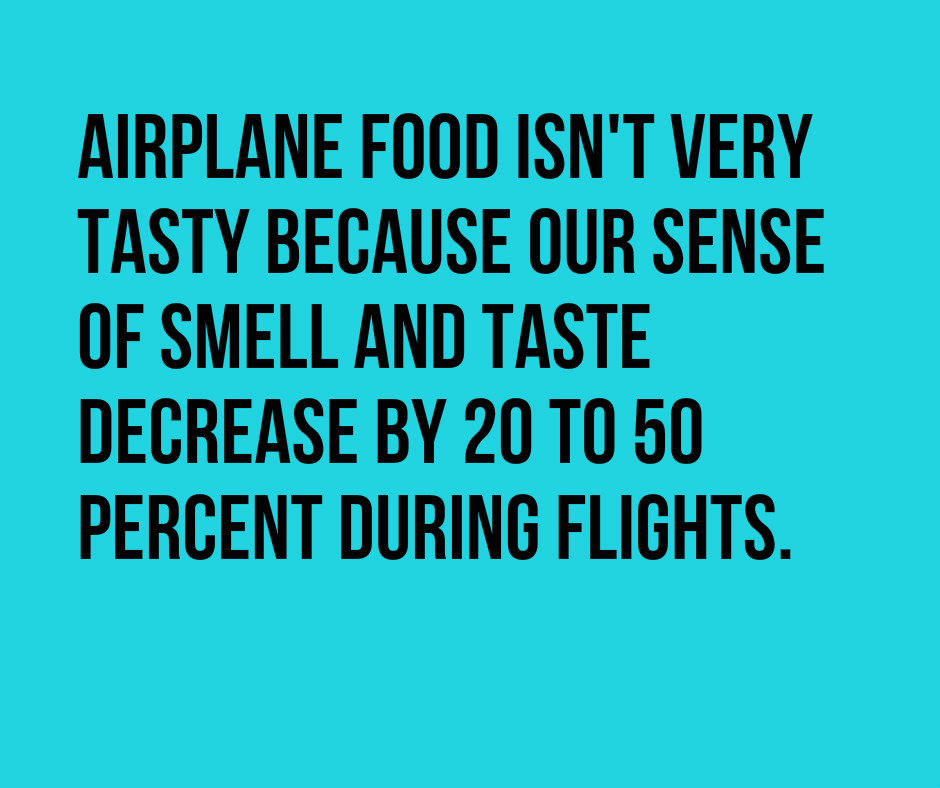 AIRPLANE FOOD ISN'T VERY
TASTY BECAUSE OUR SENSE
OF SMELL AND TASTE
DECREASE BY 20 TO 50
PERCENT DURING FLIGHTS.